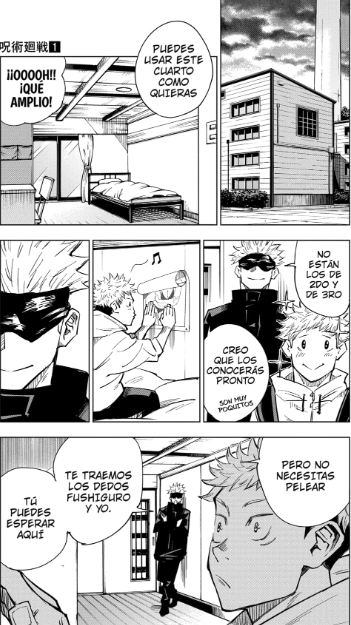 呪術廻戦1
PUEDES
USAR ESTE
CUARTO
COMO
QUIERAS
¡¡OOOOH!!
¡QUÉ
AMPLIO!
NO
ESTÁN
LOS DE
2DO Y DE
3RO
CREO
QUE LOS
CONOCERÁS
PRONTO
SON MUY
POQUITOS
PERO NO
NECESITAS
PELEAR
TE TRAEMOS
LOS DEDOS
FUSHIGURO
Y YO.
TÚ
PUEDES
ESPERAR
AQUÍ